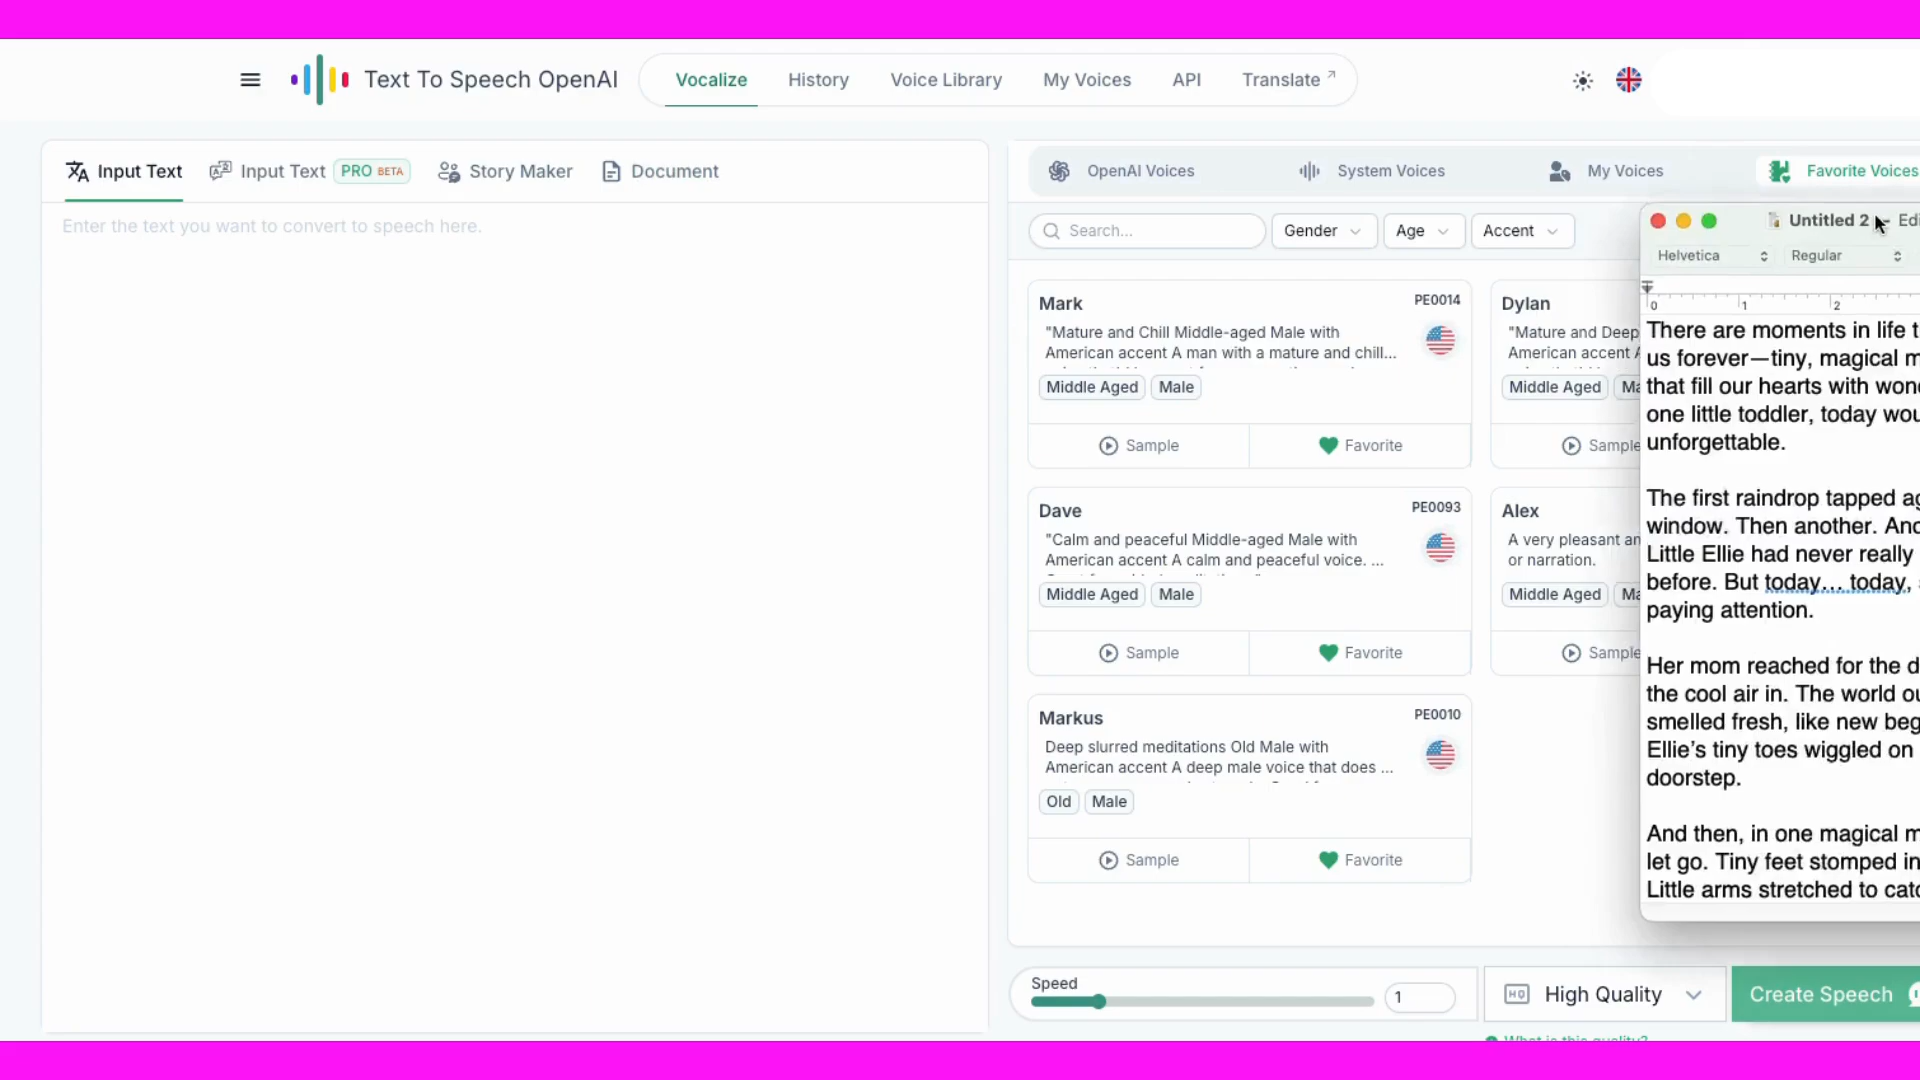 Text To Speech OpenAI
Vocalize
History
Voice Library
My Voices
API
Translate
Input Text
Input Text PRO BETA
Story Maker
Document
Enter the text you want to convert to speech here.
OpenAI Voices
System Voices
My Voices
Favorite Voices
Search...
Gender
Age
Accent
Mark
PE0014
"Mature and Chill Middle-aged Male with
American accent A man with a mature and chill...
Middle Aged
Male
Sample
Favorite
Dylan
"Mature and Deep
American accent A
Middle Aged
Sample
Dave
PE0093
"Calm and peaceful Middle-aged Male with
American accent A calm and peaceful voice. ...
Middle Aged
Male
Sample
Favorite
Alex
A very pleasant an
or narration.
Middle Aged
Sample
Markus
PE0010
Deep slurred meditations Old Male with
American accent A deep male voice that does ...
Old
Male
Sample
Favorite
Speed
1
HQ High Quality
Create Speech
What is this quality?
Untitled 2
Edi
Helvetica
Regular
0 1 2
There are moments in life t
us forever—tiny, magical m
that fill our hearts with won
one little toddler, today wou
unforgettable.
The first raindrop tapped ag
window. Then another. And
Little Ellie had never really
before. But today... today,
paying attention.
Her mom reached for the d
the cool air in. The world ou
smelled fresh, like new beg
Ellie's tiny toes wiggled on
doorstep.
And then, in one magical m
let go. Tiny feet stomped in
Little arms stretched to catc